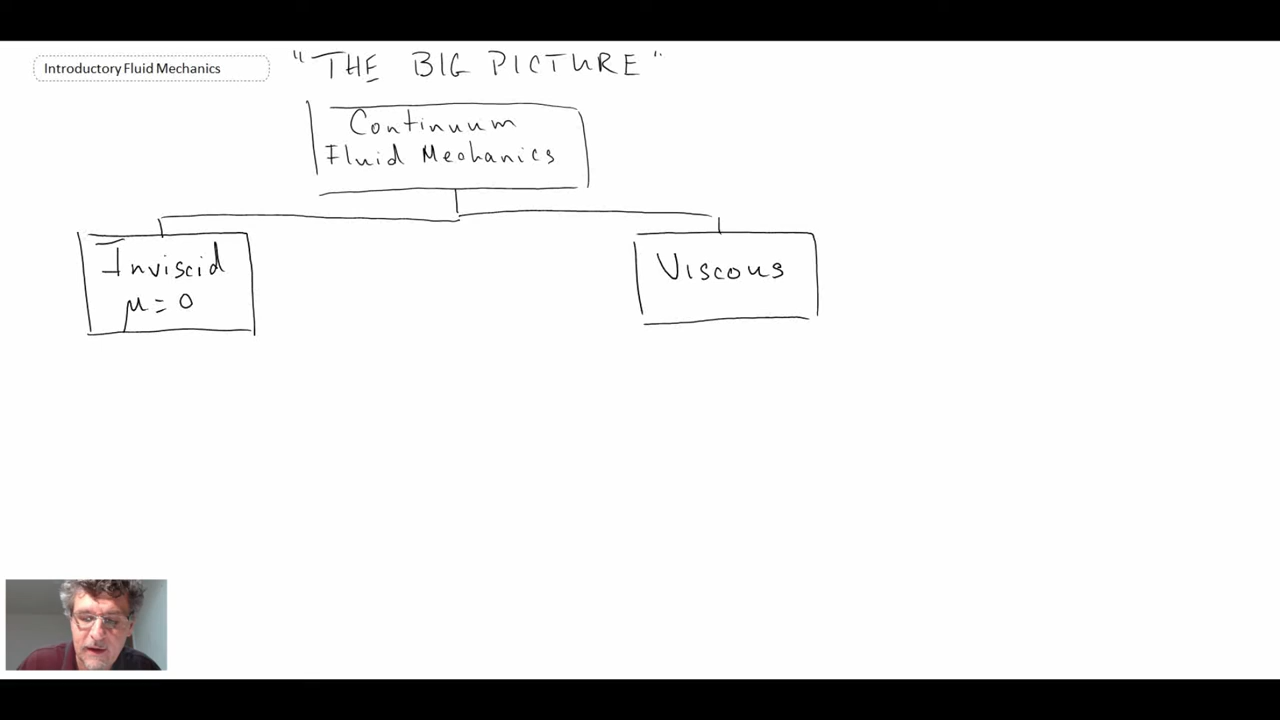 Introductory Fluid Mechanics
"THE BIG PICTURE"
Continuum
Fluid Mechanics
Inviscid
μ = 0
Viscous